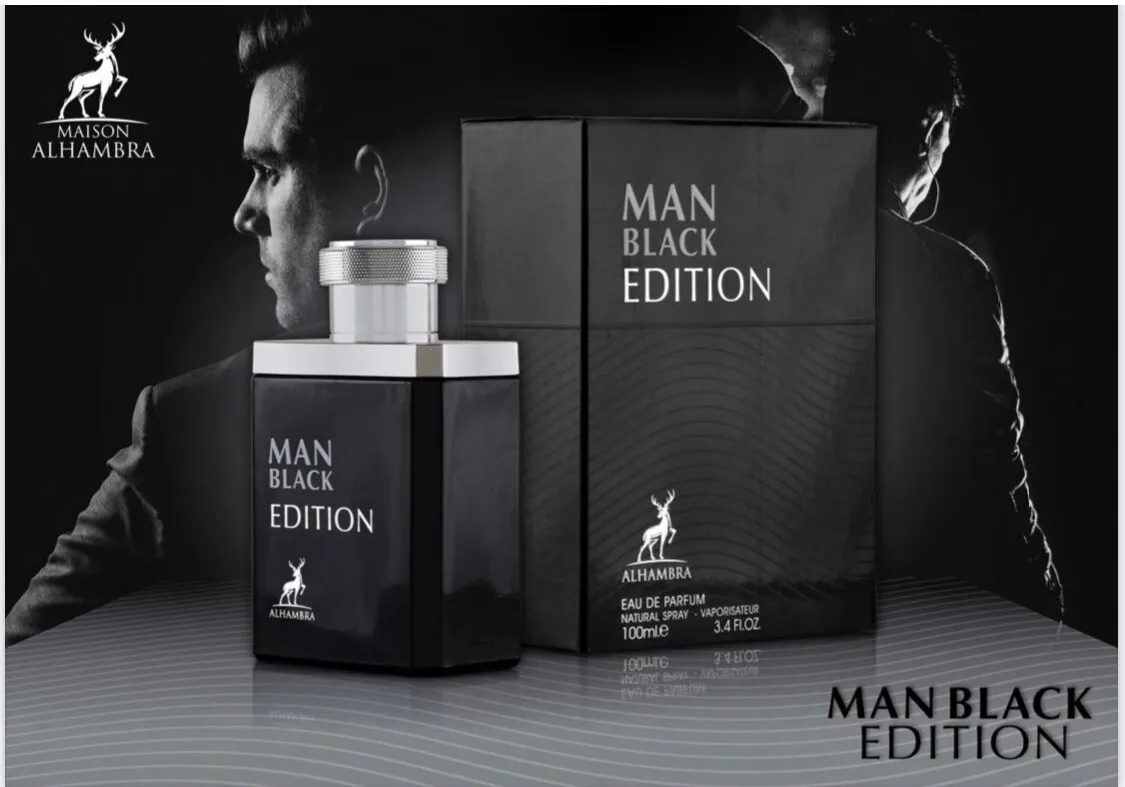 MAISON
ALHAMBRA
MAN
BLACK
EDITION
ALHAMBRA
EAU DE PARFUM
NATURAL SPRAY - VAPORISATEUR
100ml.e 3.4 Fl.OZ.
MAN
BLACK
EDITION
ALHAMBRA
MAN BLACK
EDITION